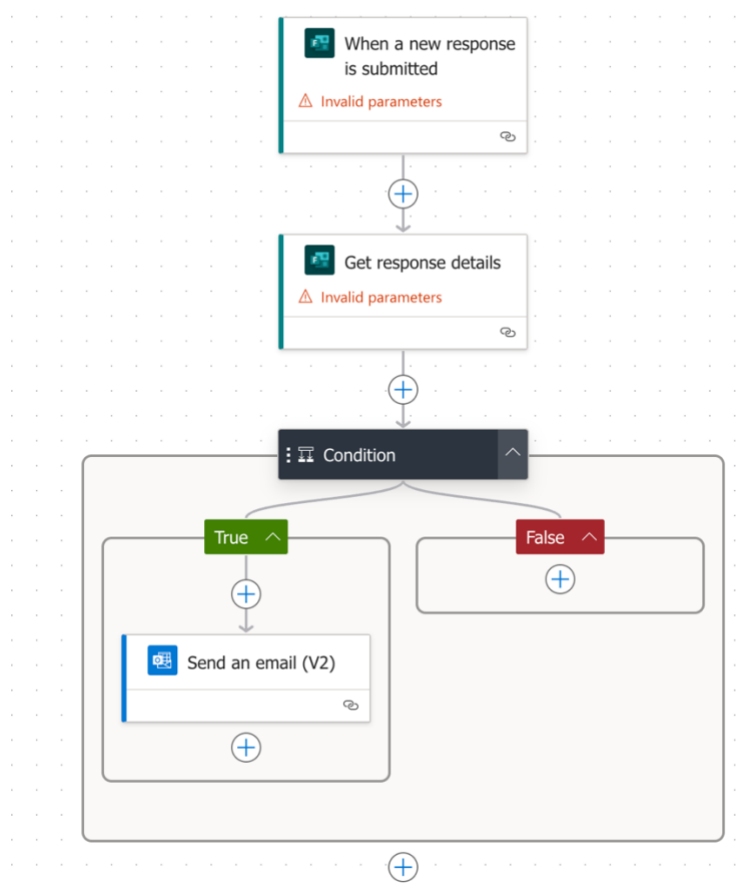 When a new response
is submitted
Invalid parameters
Get response details
Invalid parameters
Condition
True
False
Send an email (V2)